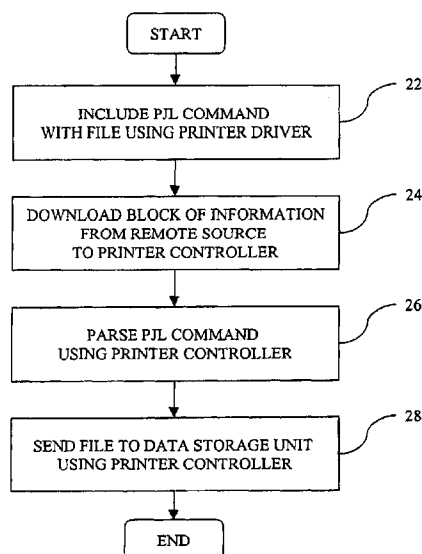 START
22
INCLUDE PJL COMMAND
WITH FILE USING PRINTER DRIVER
24
DOWNLOAD BLOCK OF INFORMATION
FROM REMOTE SOURCE
TO PRINTER CONTROLLER
26
PARSE PJL COMMAND
USING PRINTER CONTROLLER
28
SEND FILE TO DATA STORAGE UNIT
USING PRINTER CONTROLLER
END